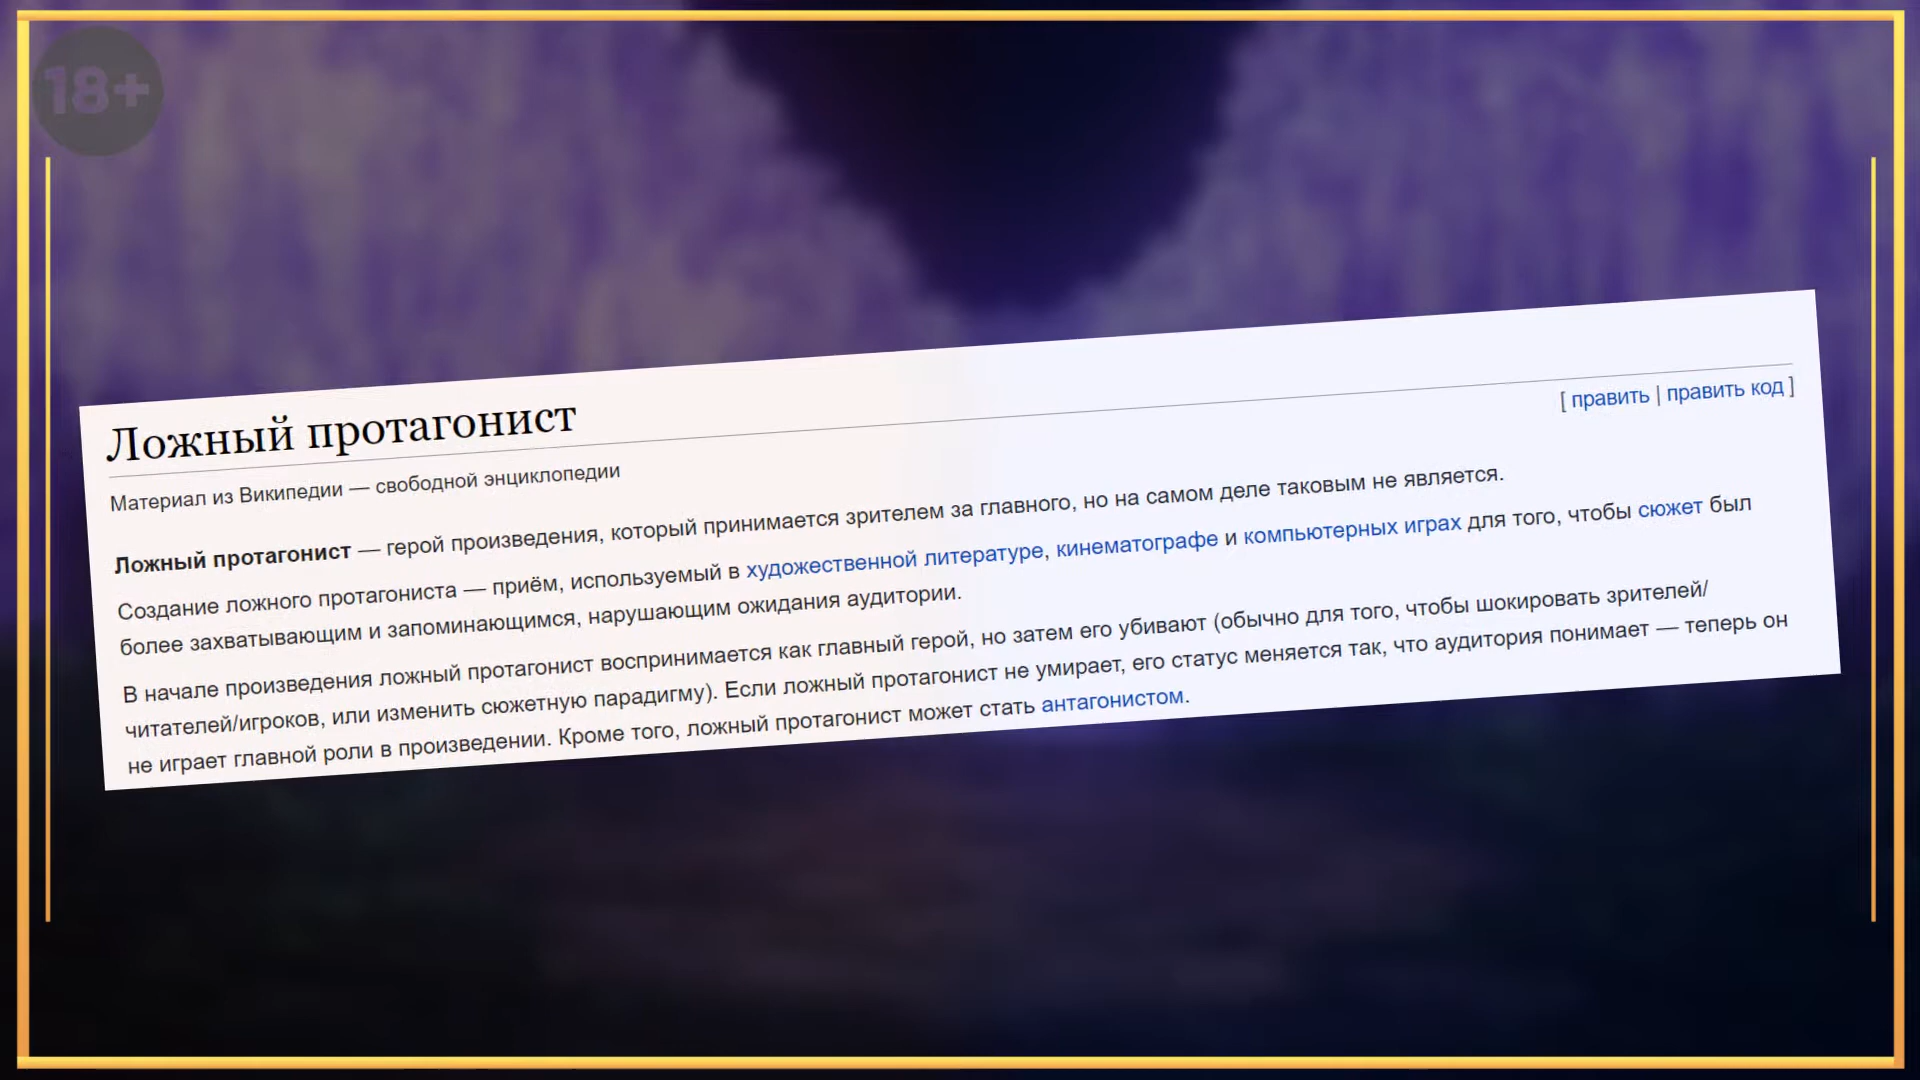 18+
Ложный протагонист
[ править | править код ]
Материал из Википедии — свободной энциклопедии
Ложный протагонист — герой произведения, который принимается зрителем за главного, но на самом деле таковым не является.
Создание ложного протагониста — приём, используемый в художественной литературе, кинематографе и компьютерных играх для того, чтобы сюжет был
более захватывающим и запоминающимся, нарушающим ожидания аудитории.
В начале произведения ложный протагонист воспринимается как главный герой, но затем его убивают (обычно для того, чтобы шокировать зрителей/
читателей/игроков, или изменить сюжетную парадигму). Если ложный протагонист не умирает, его статус меняется так, что аудитория понимает — теперь он
не играет главной роли в произведении. Кроме того, ложный протагонист может стать антагонистом.